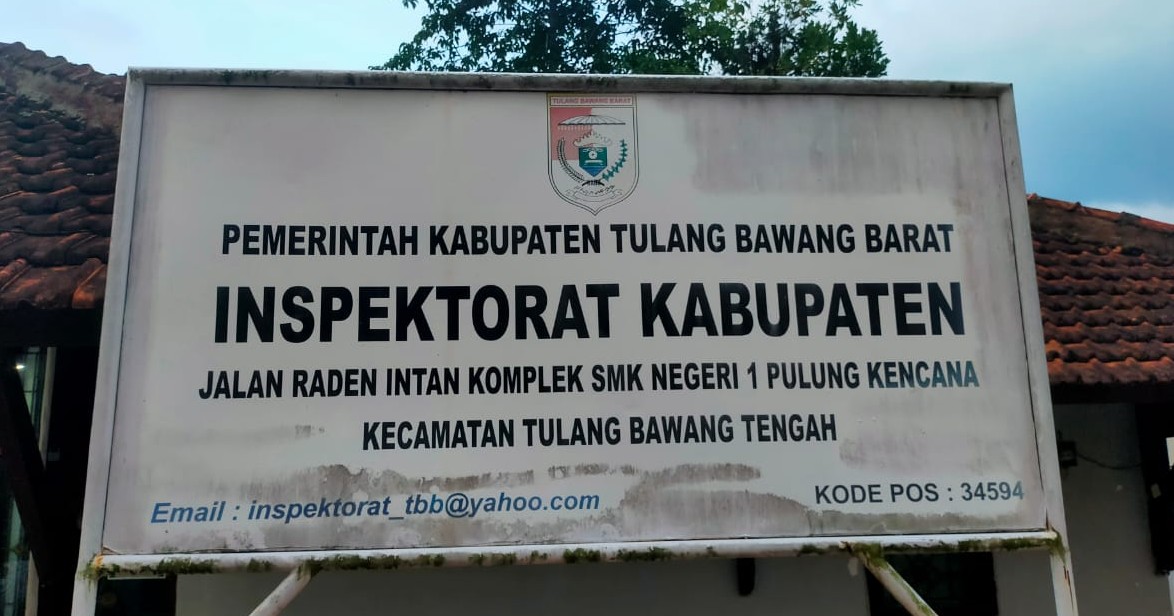 TULANG BAWANG BARAT
PEMERINTAH KABUPATEN TULANG BAWANG BARAT
INSPEKTORAT KABUPATEN
JALAN RADEN INTAN KOMPLEK SMK NEGERI 1 PULUNG KENCANA
KECAMATAN TULANG BAWANG TENGAH
Email : inspektorat_tbb@yahoo.com
KODE POS : 34594